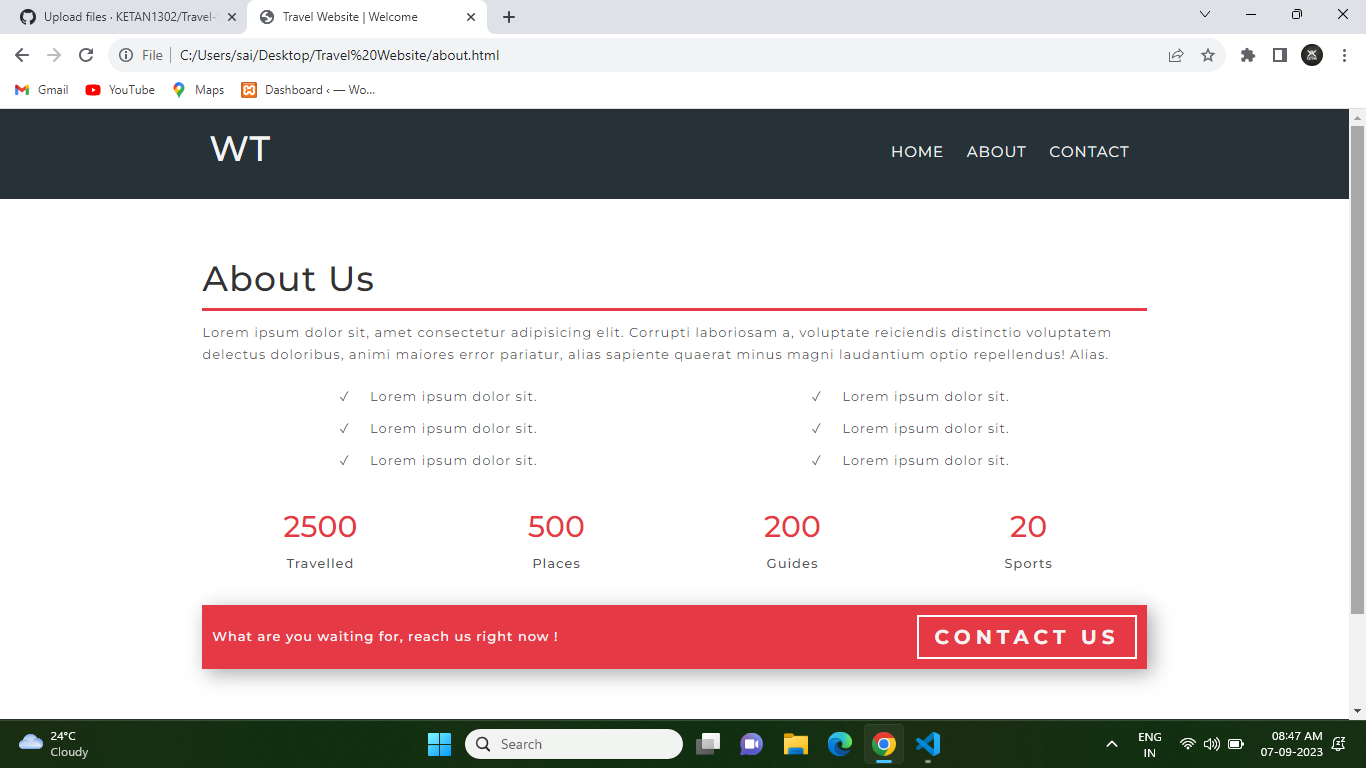 Upload files · KETAN1302/Travel-
Travel Website | Welcome
File
C:/Users/sai/Desktop/Travel%20Website/about.html
Gmail
YouTube
Maps
Dashboard ‹ — Wo...
WT
HOME
ABOUT
CONTACT
About Us
Lorem ipsum dolor sit, amet consectetur adipisicing elit. Corrupti laboriosam a, voluptate reiciendis distinctio voluptatem
delectus doloribus, animi maiores error pariatur, alias sapiente quaerat minus magni laudantium optio repellendus! Alias.
✓ Lorem ipsum dolor sit.
✓ Lorem ipsum dolor sit.
✓ Lorem ipsum dolor sit.
✓ Lorem ipsum dolor sit.
✓ Lorem ipsum dolor sit.
✓ Lorem ipsum dolor sit.
2500
Travelled
500
Places
200
Guides
20
Sports
What are you waiting for, reach us right now !
CONTACT US
24°C
Cloudy
Search
ENG
IN
08:47 AM
07-09-2023